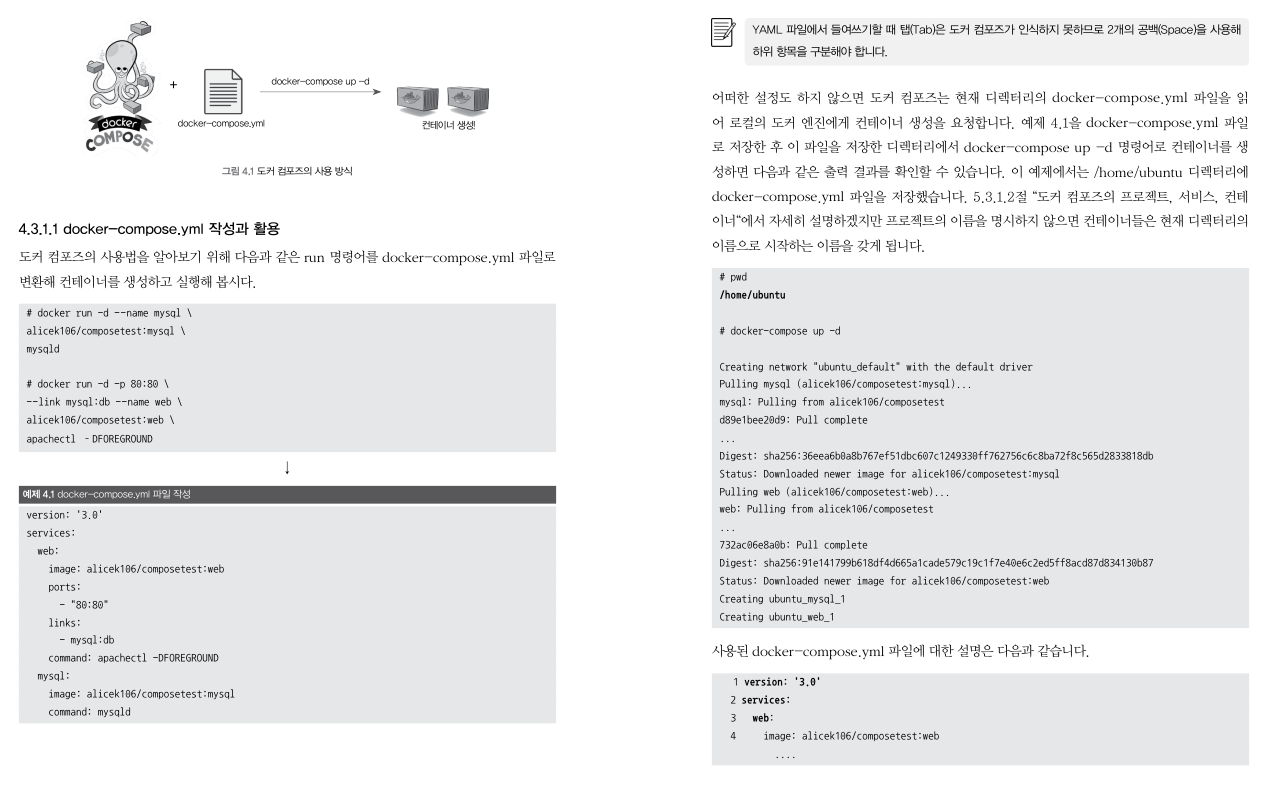 docker
COMPOSE
+
docker-compose.yml
docker-compose up -d
컨테이너 생성!
그림 4.1 도커 컴포즈의 사용 방식
4.3.1.1 docker-compose.yml 작성과 활용
도커 컴포즈의 사용법을 알아보기 위해 다음과 같은 run 명령어를 docker-compose.yml 파일로
변환해 컨테이너를 생성하고 실행해 봅시다.
# docker run -d --name mysql \
alicek106/composetest:mysql \
mysqld
# docker run -d -p 80:80 \
--link mysql:db --name web \
alicek106/composetest:web \
apachectl -DFOREGROUND
↓
예제 4.1 docker-compose.yml 파일 작성
version: '3.0'
services:
  web:
    image: alicek106/composetest:web
    ports:
      - "80:80"
    links:
      - mysql:db
    command: apachectl -DFOREGROUND
  mysql:
    image: alicek106/composetest:mysql
    command: mysqld
YAML 파일에서 들여쓰기할 때 탭(Tab)은 도커 컴포즈가 인식하지 못하므로 2개의 공백(Space)을 사용해
하위 항목을 구분해야 합니다.
어떠한 설정도 하지 않으면 도커 컴포즈는 현재 디렉터리의 docker-compose.yml 파일을 읽
어 로컬의 도커 엔진에게 컨테이너 생성을 요청합니다. 예제 4.1을 docker-compose.yml 파일
로 저장한 후 이 파일을 저장한 디렉터리에서 docker-compose up -d 명령어로 컨테이너를 생
성하면 다음과 같은 출력 결과를 확인할 수 있습니다. 이 예제에서는 /home/ubuntu 디렉터리에
docker-compose.yml 파일을 저장했습니다. 5.3.1.2절 "도커 컴포즈의 프로젝트, 서비스, 컨테
이너"에서 자세히 설명하겠지만 프로젝트의 이름을 명시하지 않으면 컨테이너들은 현재 디렉터리의
이름으로 시작하는 이름을 갖게 됩니다.
# pwd
/home/ubuntu
# docker-compose up -d
Creating network "ubuntu_default" with the default driver
Pulling mysql (alicek106/composetest:mysql)...
mysql: Pulling from alicek106/composetest
d89e1bee20d9: Pull complete
...
Digest: sha256:36eea6b0a8b767ef51dbc607c1249330ff762756c6c8ba72f8c565d2833818db
Status: Downloaded newer image for alicek106/composetest:mysql
Pulling web (alicek106/composetest:web)...
web: Pulling from alicek106/composetest
...
732ac06e8a0b: Pull complete
Digest: sha256:91e141799b618df4d665a1cade579c19c1f7e40e6c2ed5ff8acd87d834130b87
Status: Downloaded newer image for alicek106/composetest:web
Creating ubuntu_mysql_1
Creating ubuntu_web_1
사용된 docker-compose.yml 파일에 대한 설명은 다음과 같습니다.
1 version: '3.0'
2 services:
3   web:
4     image: alicek106/composetest:web
....